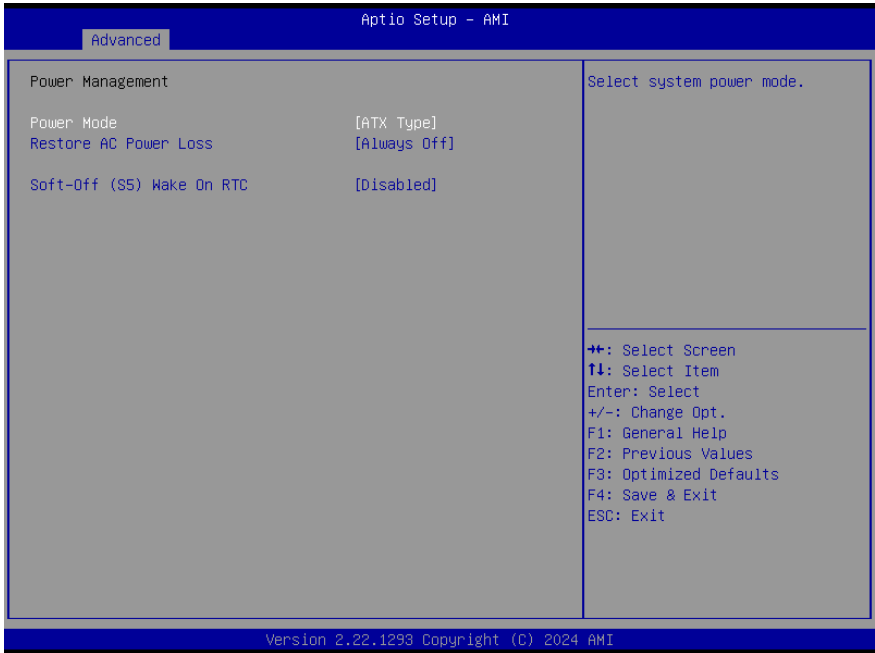 Aptio Setup – AMI
Advanced
Power Management
Power Mode [ATX Type]
Restore AC Power Loss [Always Off]
Soft-Off (S5) Wake On RTC [Disabled]
Select system power mode.
→←: Select Screen
↑↓: Select Item
Enter: Select
+/-: Change Opt.
F1: General Help
F2: Previous Values
F3: Optimized Defaults
F4: Save & Exit
ESC: Exit
Version 2.22.1293 Copyright (C) 2024 AMI